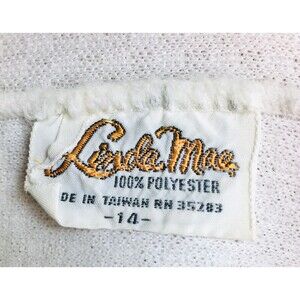 Linda Mae
100% POLYESTER
DE IN TAIWAN RN 35283
-14-